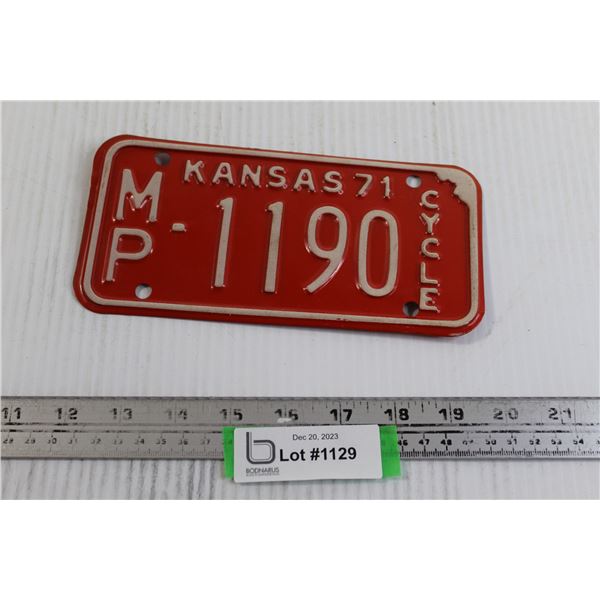 KANSAS 71
MP-1190
CYCLE
11 12 13 14 15 16 17 18 19 20 21
Dec 20, 2023
Lot #1129
BODNARUS